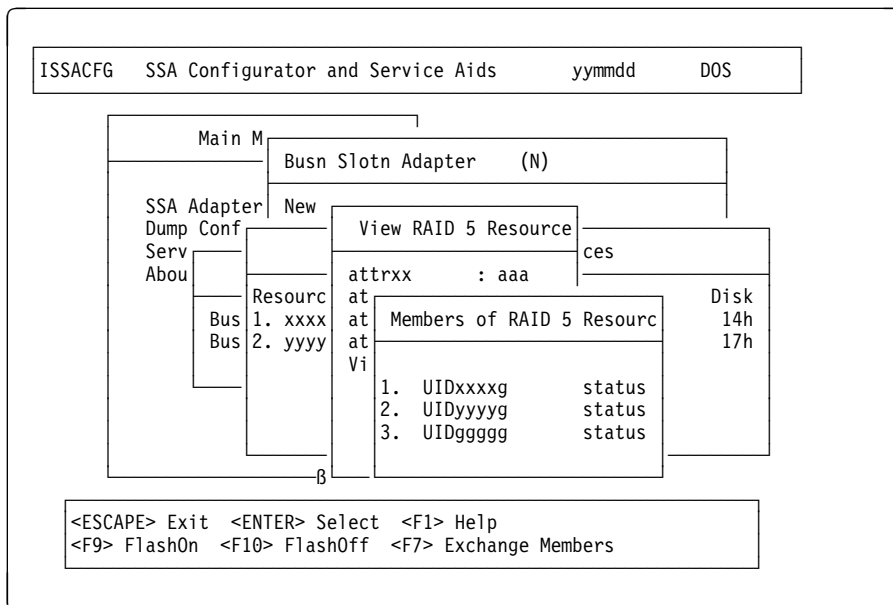 ISSACFG SSA Configurator and Service Aids yymmdd DOS
Main M
Busn Slotn Adapter (N)
SSA Adapter New
Dump Conf View RAID 5 Resource
Serv ces
Abou attrxx : aaa
Resourc at Disk
Bus 1. xxxx at Members of RAID 5 Resourc 14h
Bus 2. yyyy at 17h
Vi
1. UIDxxxxg status
2. UIDyyyyg status
3. UIDggggg status
ß
<ESCAPE> Exit <ENTER> Select <F1> Help
<F9> FlashOn <F10> FlashOff <F7> Exchange Members